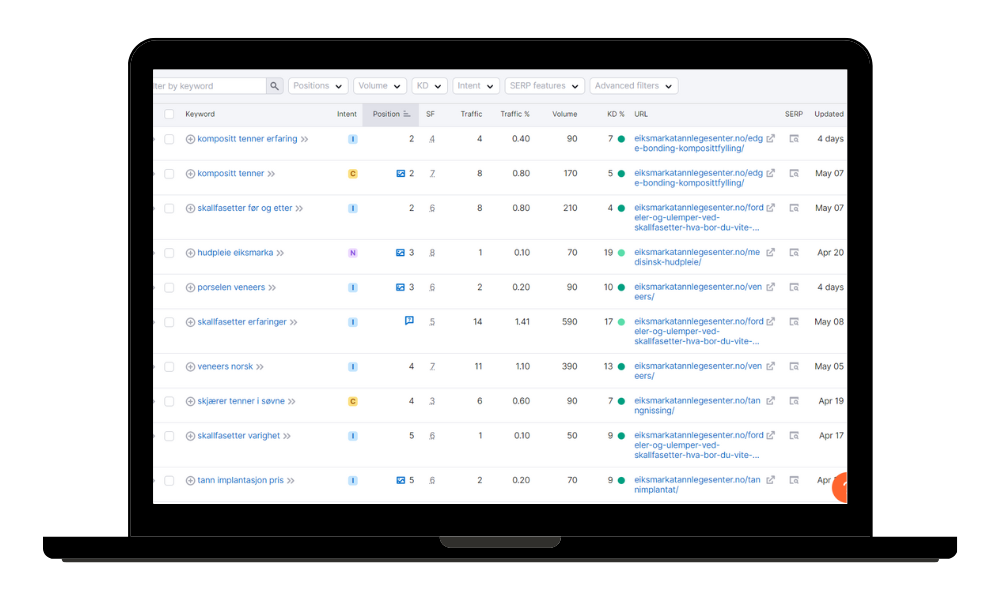 lter by keyword Positions Volume KD Intent SERP features Advanced filters
Keyword Intent Position SF Traffic Traffic % Volume KD % URL SERP Updated
kompositt tenner erfaring I 2 4 4 0.40 90 7 eiksmarkatannlegesenter.no/edg 4 days
e-bonding-komposittfylling/
kompositt tenner C 2 7 8 0.80 170 5 eiksmarkatannlegesenter.no/edg May 07
e-bonding-komposittfylling/
skallfasetter før og etter I 2 6 8 0.80 210 4 eiksmarkatannlegesenter.no/ford May 07
eler-og-ulemper-ved-
skallfasetter-hva-bor-du-vite-...
hudpleie eiksmarka N 3 8 1 0.10 70 19 eiksmarkatannlegesenter.no/me Apr 20
disinsk-hudpleie/
porselen veneers I 3 6 2 0.20 90 10 eiksmarkatannlegesenter.no/ven 4 days
eers/
skallfasetter erfaringer I 5 14 1.41 590 17 eiksmarkatannlegesenter.no/ford May 08
eler-og-ulemper-ved-
skallfasetter-hva-bor-du-vite-...
veneers norsk I 4 7 11 1.10 390 13 eiksmarkatannlegesenter.no/ven May 05
eers/
skjærer tenner i søvne C 4 3 6 0.60 90 7 eiksmarkatannlegesenter.no/tan Apr 19
ngnissing/
skallfasetter varighet I 5 6 1 0.10 50 9 eiksmarkatannlegesenter.no/ford Apr 17
eler-og-ulemper-ved-
skallfasetter-hva-bor-du-vite-...
tann implantasjon pris I 5 6 2 0.20 70 9 eiksmarkatannlegesenter.no/tan Apr
nimplantat/